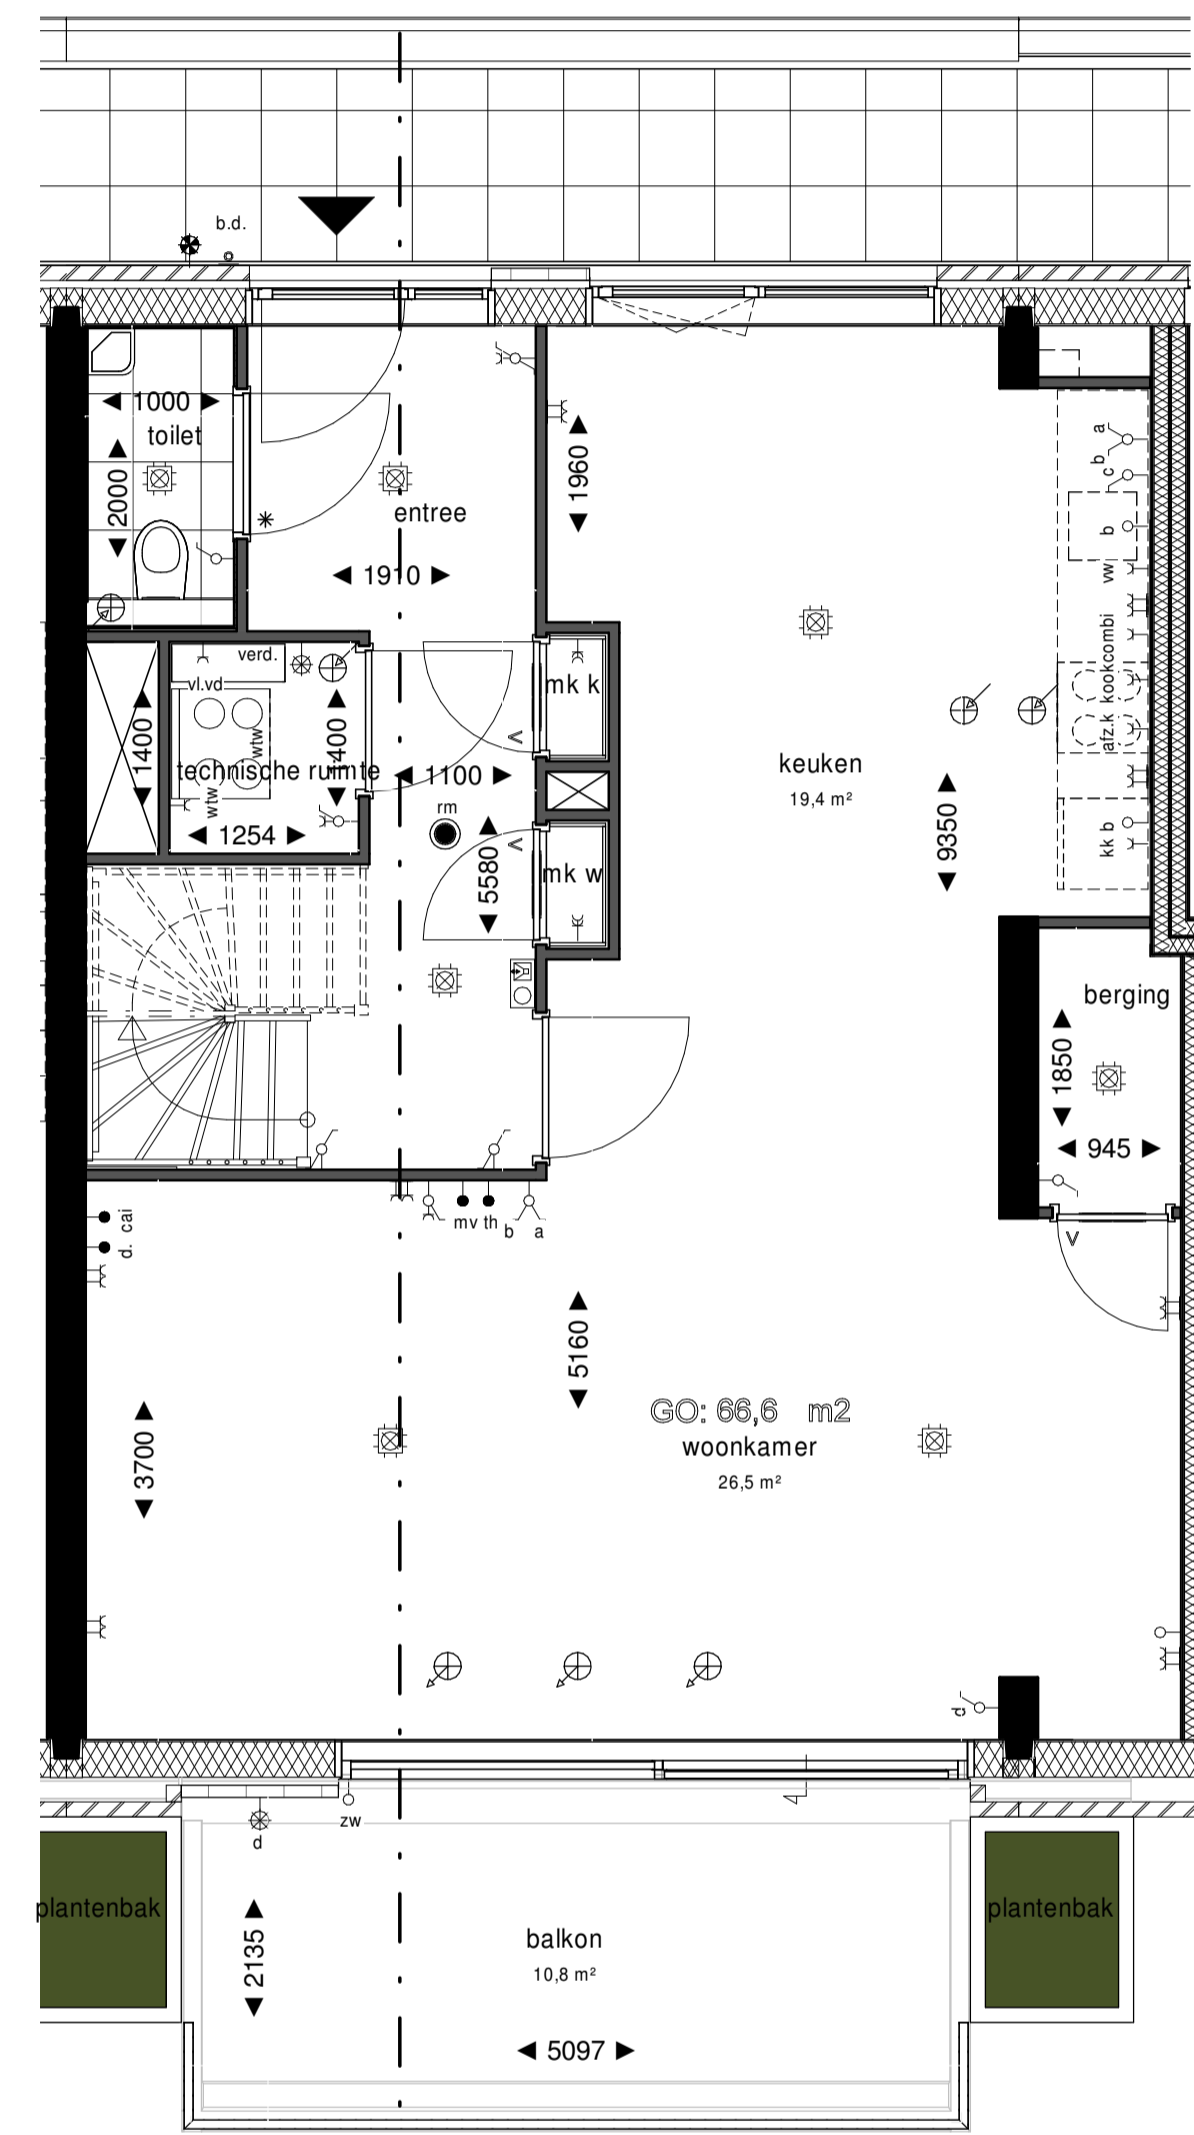 b.d.
1000
toilet
2000
1960
a
b
c
entree
b
1910
vw
verd.
mk k
vl.vd
kookcombi
afz.k
1400
1400
wtw
technische ruimte
1100
keuken
19,4 m²
wtw
rm
1254
9350
kk b
5580
mk w
berging
1850
945
cai
d.
mv th b a
5160
GO: 66,6 m2
woonkamer
26,5 m²
3700
d
zw
d
plantenbak
plantenbak
balkon
10,8 m²
2135
5097